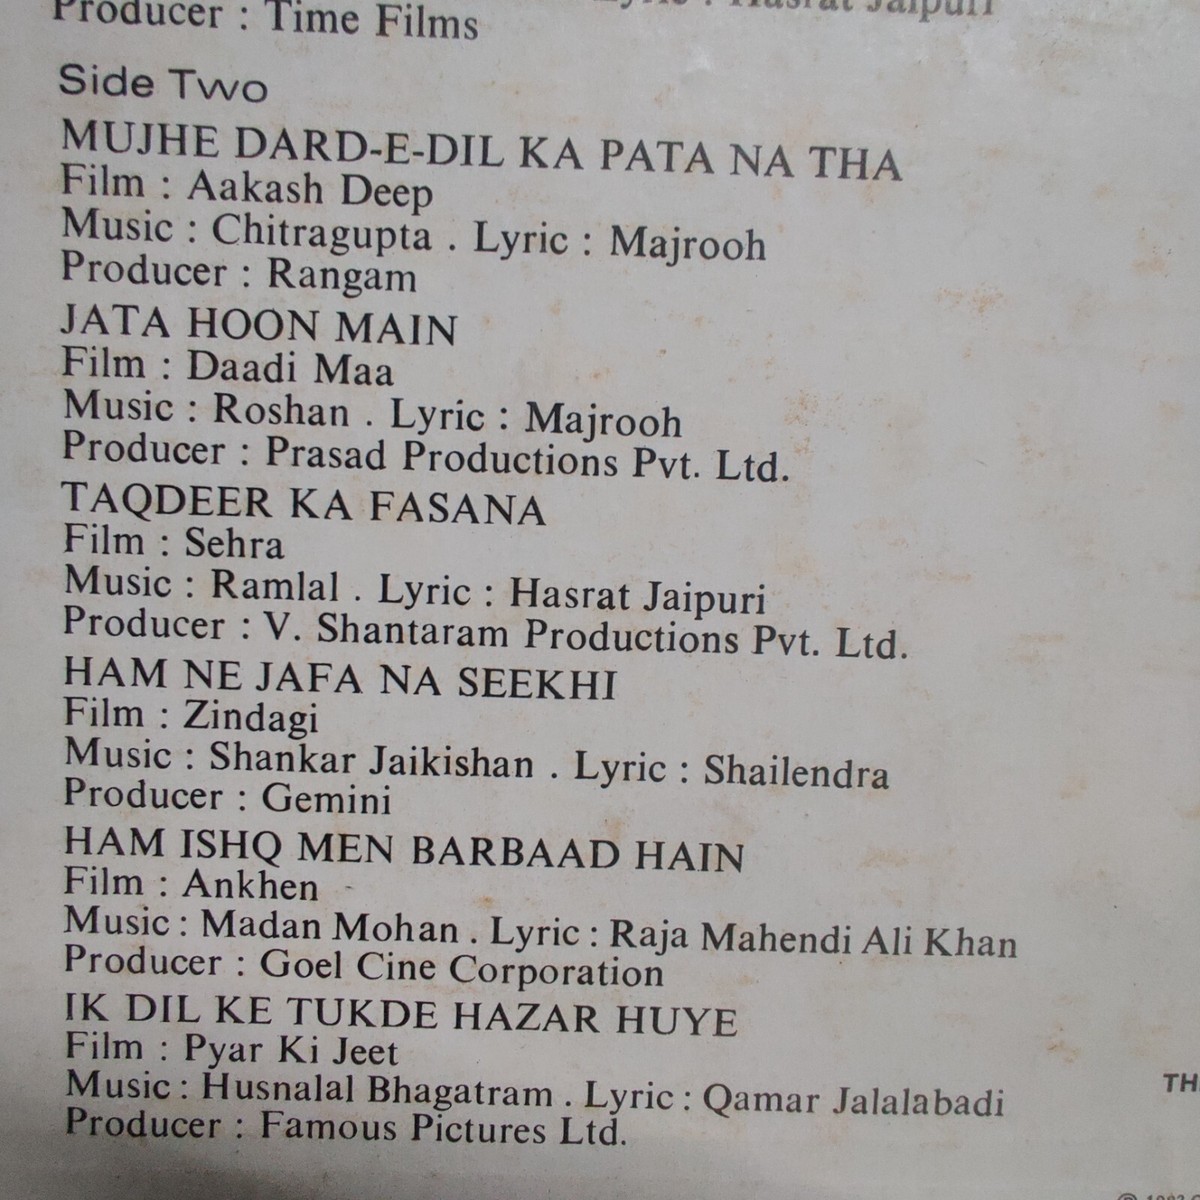 Producer : Time Films Lyric : Hasrat Jaipuri
Side Two
MUJHE DARD-E-DIL KA PATA NA THA
Film : Aakash Deep
Music : Chitragupta . Lyric : Majrooh
Producer : Rangam
JATA HOON MAIN
Film : Daadi Maa
Music : Roshan . Lyric : Majrooh
Producer : Prasad Productions Pvt. Ltd.
TAQDEER KA FASANA
Film : Sehra
Music : Ramlal . Lyric : Hasrat Jaipuri
Producer : V. Shantaram Productions Pvt. Ltd.
HAM NE JAFA NA SEEKHI
Film : Zindagi
Music : Shankar Jaikishan . Lyric : Shailendra
Producer : Gemini
HAM ISHQ MEN BARBAAD HAIN
Film : Ankhen
Music : Madan Mohan . Lyric : Raja Mahendi Ali Khan
Producer : Goel Cine Corporation
IK DIL KE TUKDE HAZAR HUYE
Film : Pyar Ki Jeet
Music : Husnalal Bhagatram . Lyric : Qamar Jalalabadi
Producer : Famous Pictures Ltd.
TH